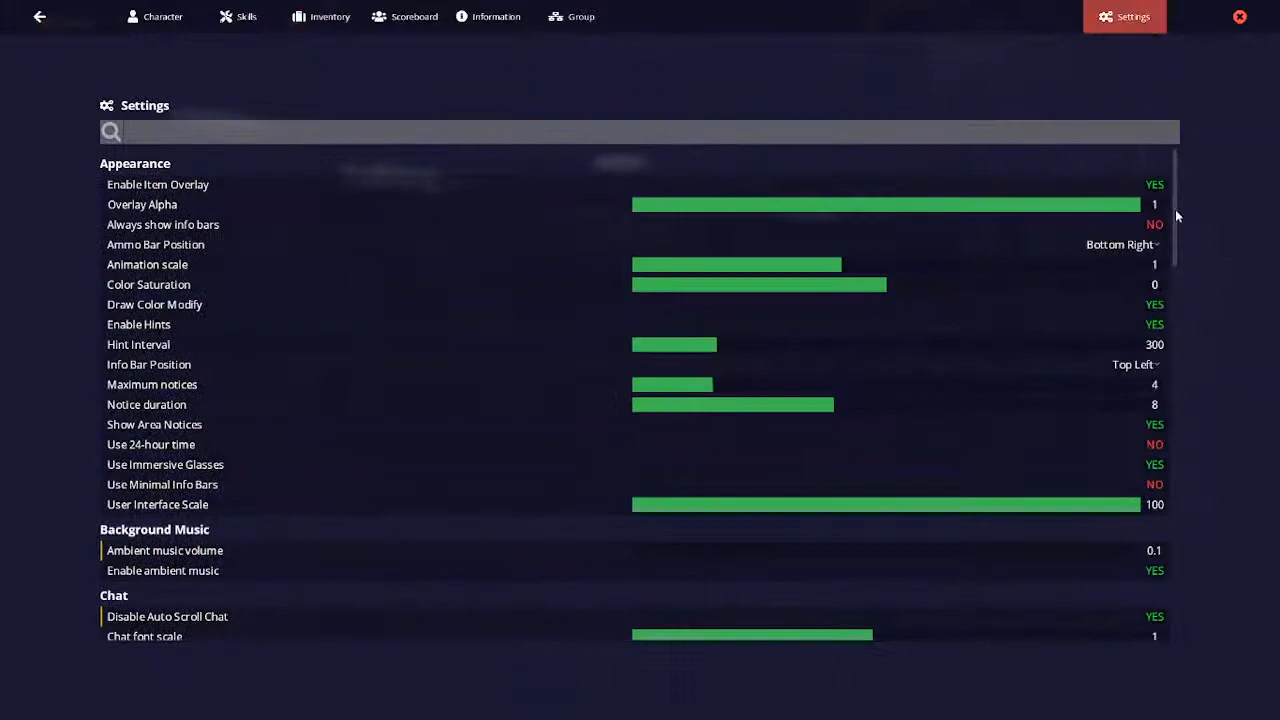 Character Skills Inventory Scoreboard Information Group Settings
Settings
Appearance
Enable Item Overlay YES
Overlay Alpha 1
Always show info bars NO
Ammo Bar Position Bottom Right
Animation scale 1
Color Saturation 0
Draw Color Modify YES
Enable Hints YES
Hint Interval 300
Info Bar Position Top Left
Maximum notices 4
Notice duration 8
Show Area Notices YES
Use 24-hour time NO
Use Immersive Glasses YES
Use Minimal Info Bars NO
User Interface Scale 100
Background Music
Ambient music volume 0.1
Enable ambient music YES
Chat
Disable Auto Scroll Chat YES
Chat font scale 1